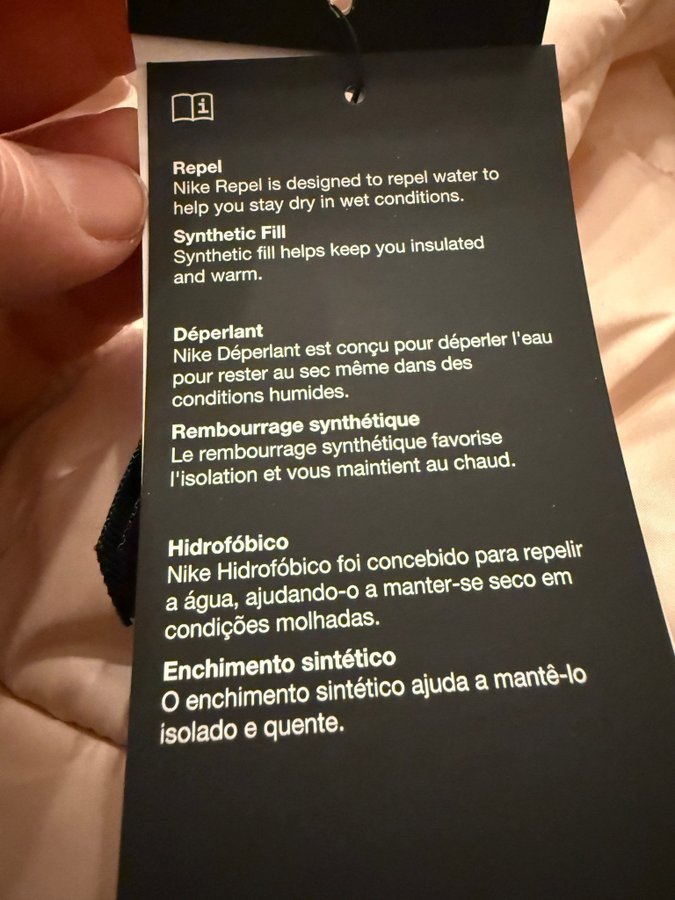 i
Repel
Nike Repel is designed to repel water to
help you stay dry in wet conditions.
Synthetic Fill
Synthetic fill helps keep you insulated
and warm.
Déperlant
Nike Déperlant est conçu pour déperler l'eau
pour rester au sec même dans des
conditions humides.
Rembourrage synthétique
Le rembourrage synthétique favorise
l'isolation et vous maintient au chaud.
Hidrofóbico
Nike Hidrofóbico foi concebido para repelir
a água, ajudando-o a manter-se seco em
condições molhadas.
Enchimento sintético
O enchimento sintético ajuda a mantê-lo
isolado e quente.